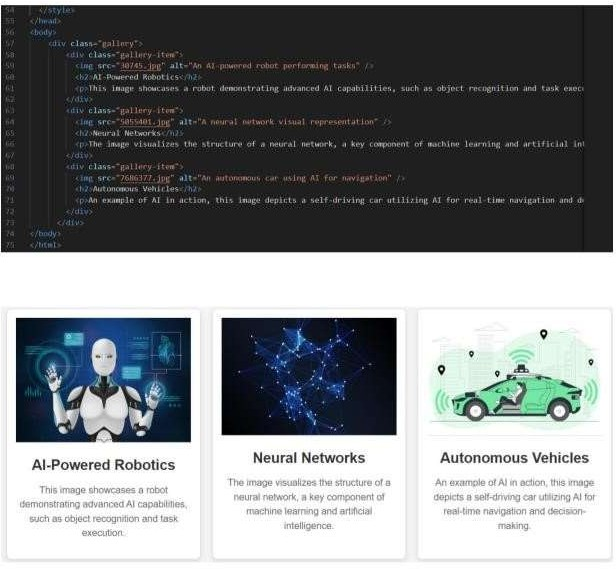 54 </style>
55 </head>
56 <body>
57 <div class="gallery">
58 <div class="gallery-item">
59 <img src="30745.jpg" alt="An AI-powered robot performing tasks" />
60 <h2>AI-Powered Robotics</h2>
61 <p>This image showcases a robot demonstrating advanced AI capabilities, such as object recognition and task execu
62 </div>
63 <div class="gallery-item">
64 <img src="5055401.jpg" alt="A neural network visual representation" />
65 <h2>Neural Networks</h2>
66 <p>The image visualizes the structure of a neural network, a key component of machine learning and artificial int
67 </div>
68 <div class="gallery-item">
69 <img src="7686377.jpg" alt="An autonomous car using AI for navigation" />
70 <h2>Autonomous Vehicles</h2>
71 <p>An example of AI in action, this image depicts a self-driving car utilizing AI for real-time navigation and de
72 </div>
73 </div>
74 </body>
75 </html>
AI-Powered Robotics
This image showcases a robot
demonstrating advanced AI capabilities,
such as object recognition and task
execution.
Neural Networks
The image visualizes the structure of a
neural network, a key component of
machine learning and artificial
intelligence.
Autonomous Vehicles
An example of AI in action, this image
depicts a self-driving car utilizing AI for
real-time navigation and decision-
making.